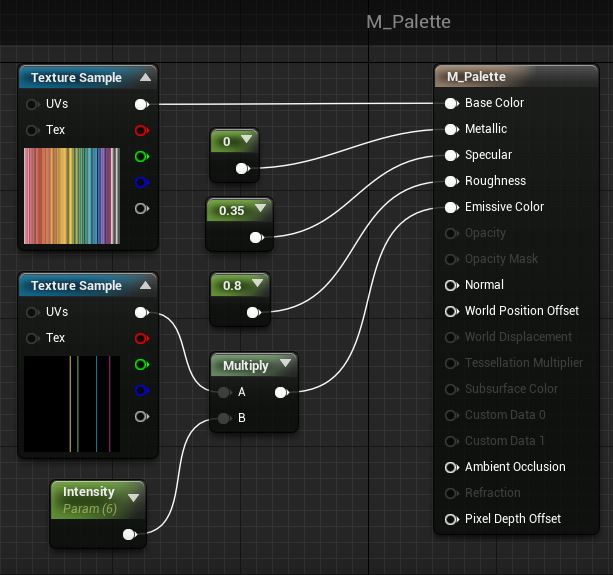 M_Palette
Texture Sample
UVs
Tex
0
0.35
Texture Sample
UVs
Tex
0.8
Multiply
A
B
Intensity
Param (6)
M_Palette
Base Color
Metallic
Specular
Roughness
Emissive Color
Opacity
Opacity Mask
Normal
World Position Offset
World Displacement
Tessellation Multiplier
Subsurface Color
Custom Data 0
Custom Data 1
Ambient Occlusion
Refraction
Pixel Depth Offset